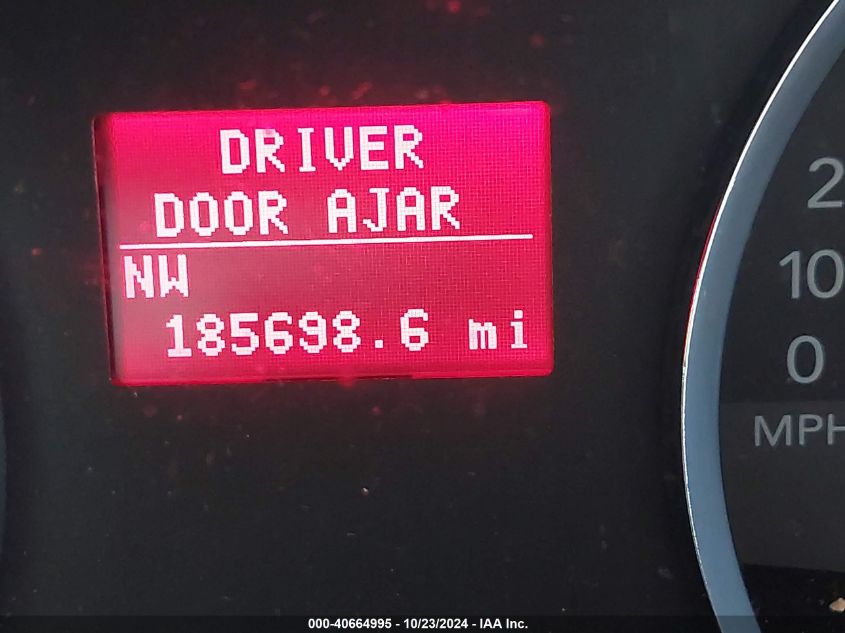 DRIVER
DOOR AJAR
NW
185698.6 mi
2
10
0
MPH
000-40664995 - 10/23/2024 - IAA Inc.